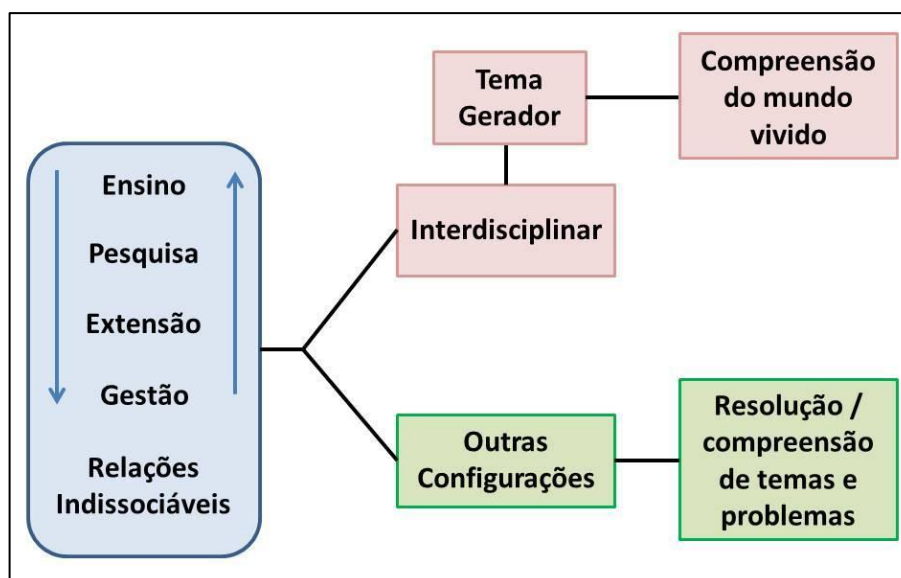 Ensino
Pesquisa
Extensão
Gestão
Relações
Indissociáveis
Tema
Gerador
Compreensão
do mundo
vivido
Interdisciplinar
Outras
Configurações
Resolução /
compreensão
de temas e
problemas